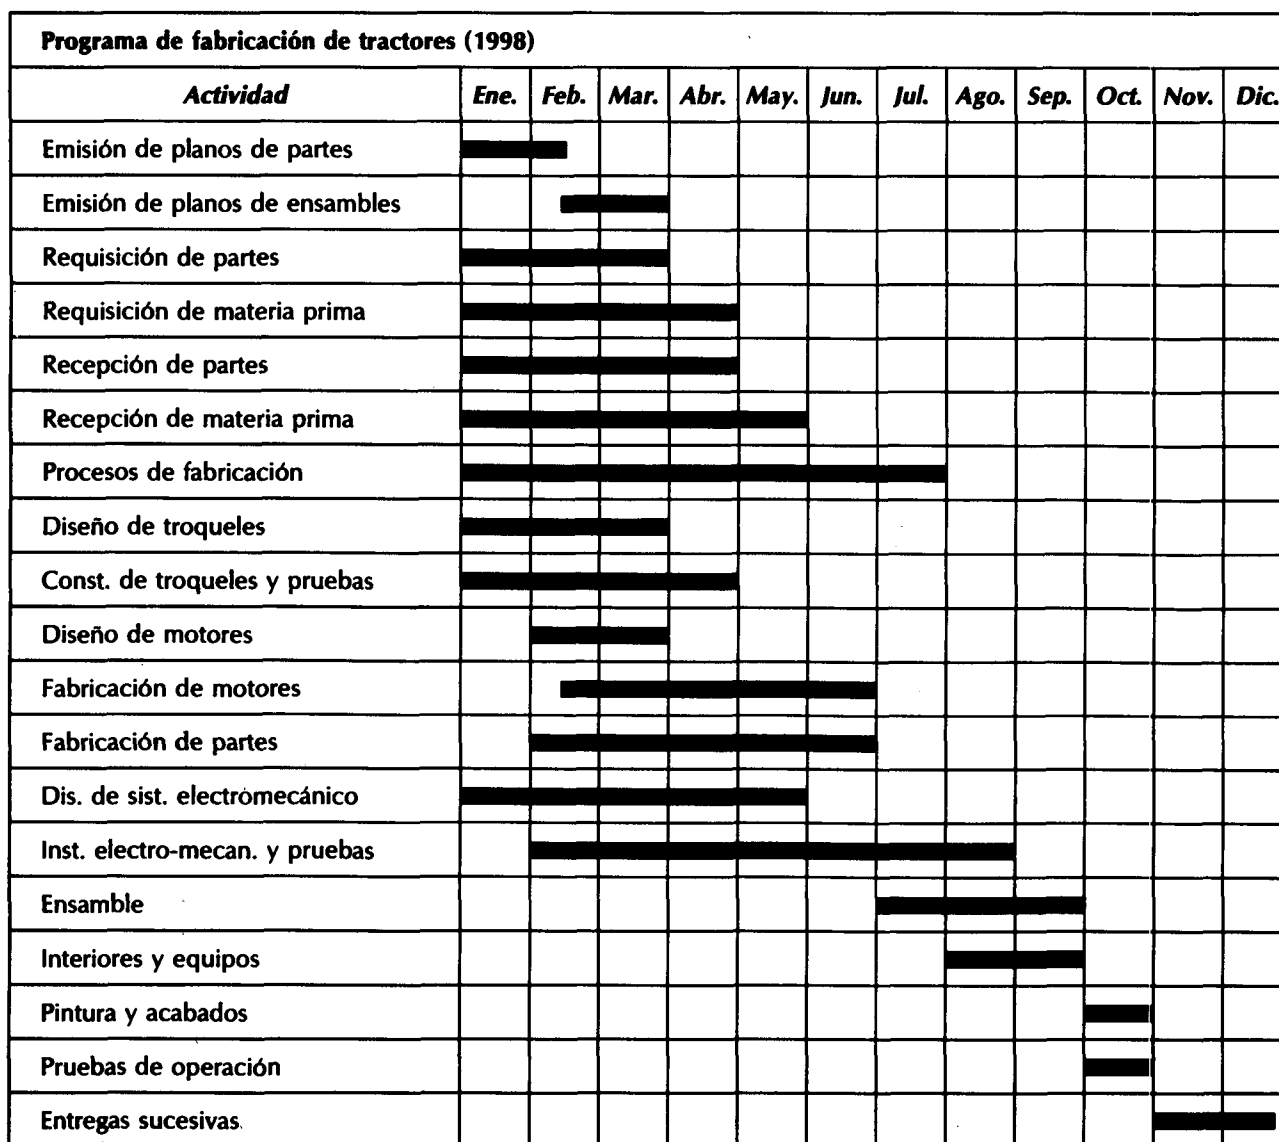 Programa de fabricación de tractores (1998)
Actividad Ene. Feb. Mar. Abr. May. Jun. Jul. Ago. Sep. Oct. Nov. Dic.
Emisión de planos de partes
Emisión de planos de ensambles
Requisición de partes
Requisición de materia prima
Recepción de partes
Recepción de materia prima
Procesos de fabricación
Diseño de troqueles
Const. de troqueles y pruebas
Diseño de motores
Fabricación de motores
Fabricación de partes
Dis. de sist. electromecánico
Inst. electro-mecan. y pruebas
Ensamble
Interiores y equipos
Pintura y acabados
Pruebas de operación
Entregas sucesivas